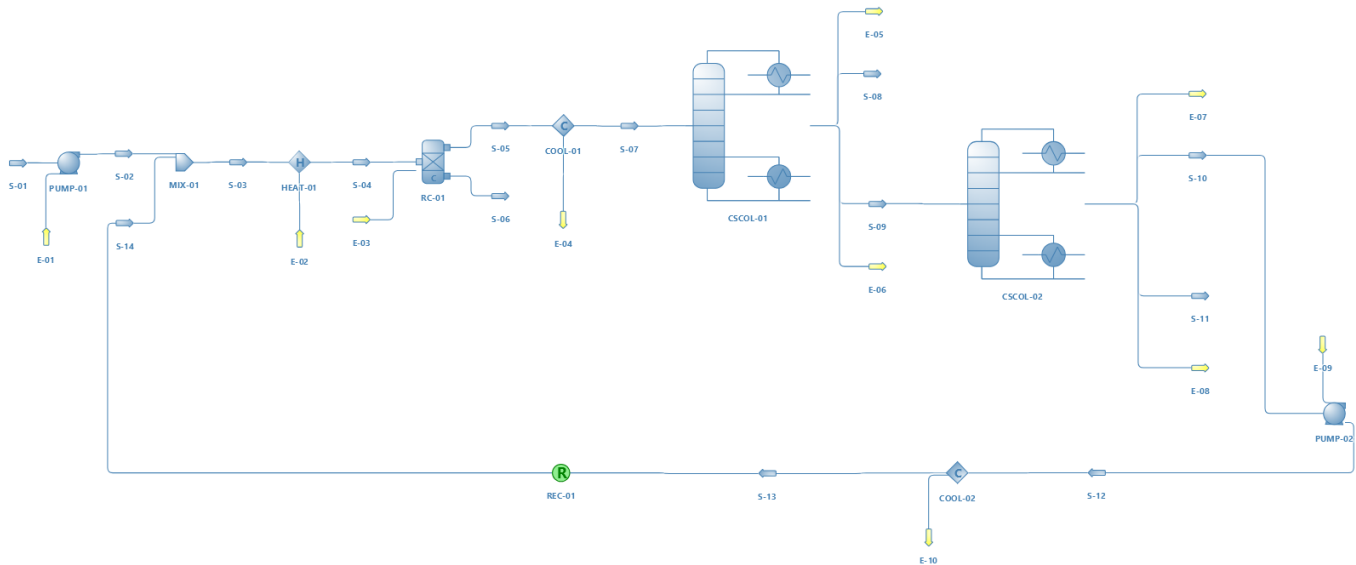 E-05
S-08
E-07
S-05
COOL-01
S-07
E-04
S-01
PUMP-01
S-02
MIX-01
S-03
H
HEAT-01
S-04
C
RC-01
S-06
C
CSCOL-01
S-09
E-06
S-10
E-01
S-14
E-02
E-03
CSCOL-02
S-11
E-08
E-09
PUMP-02
R
REC-01
S-13
C
COOL-02
S-12
E-10